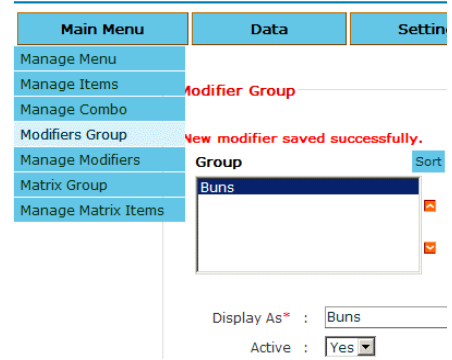 Main Menu Data Settin
Manage Menu
Manage Items
Modifier Group
Manage Combo
Modifiers Group
New modifier saved successfully.
Manage Modifiers
Group Sort
Matrix Group
Buns
Manage Matrix Items
Display As* : Buns
Active : Yes